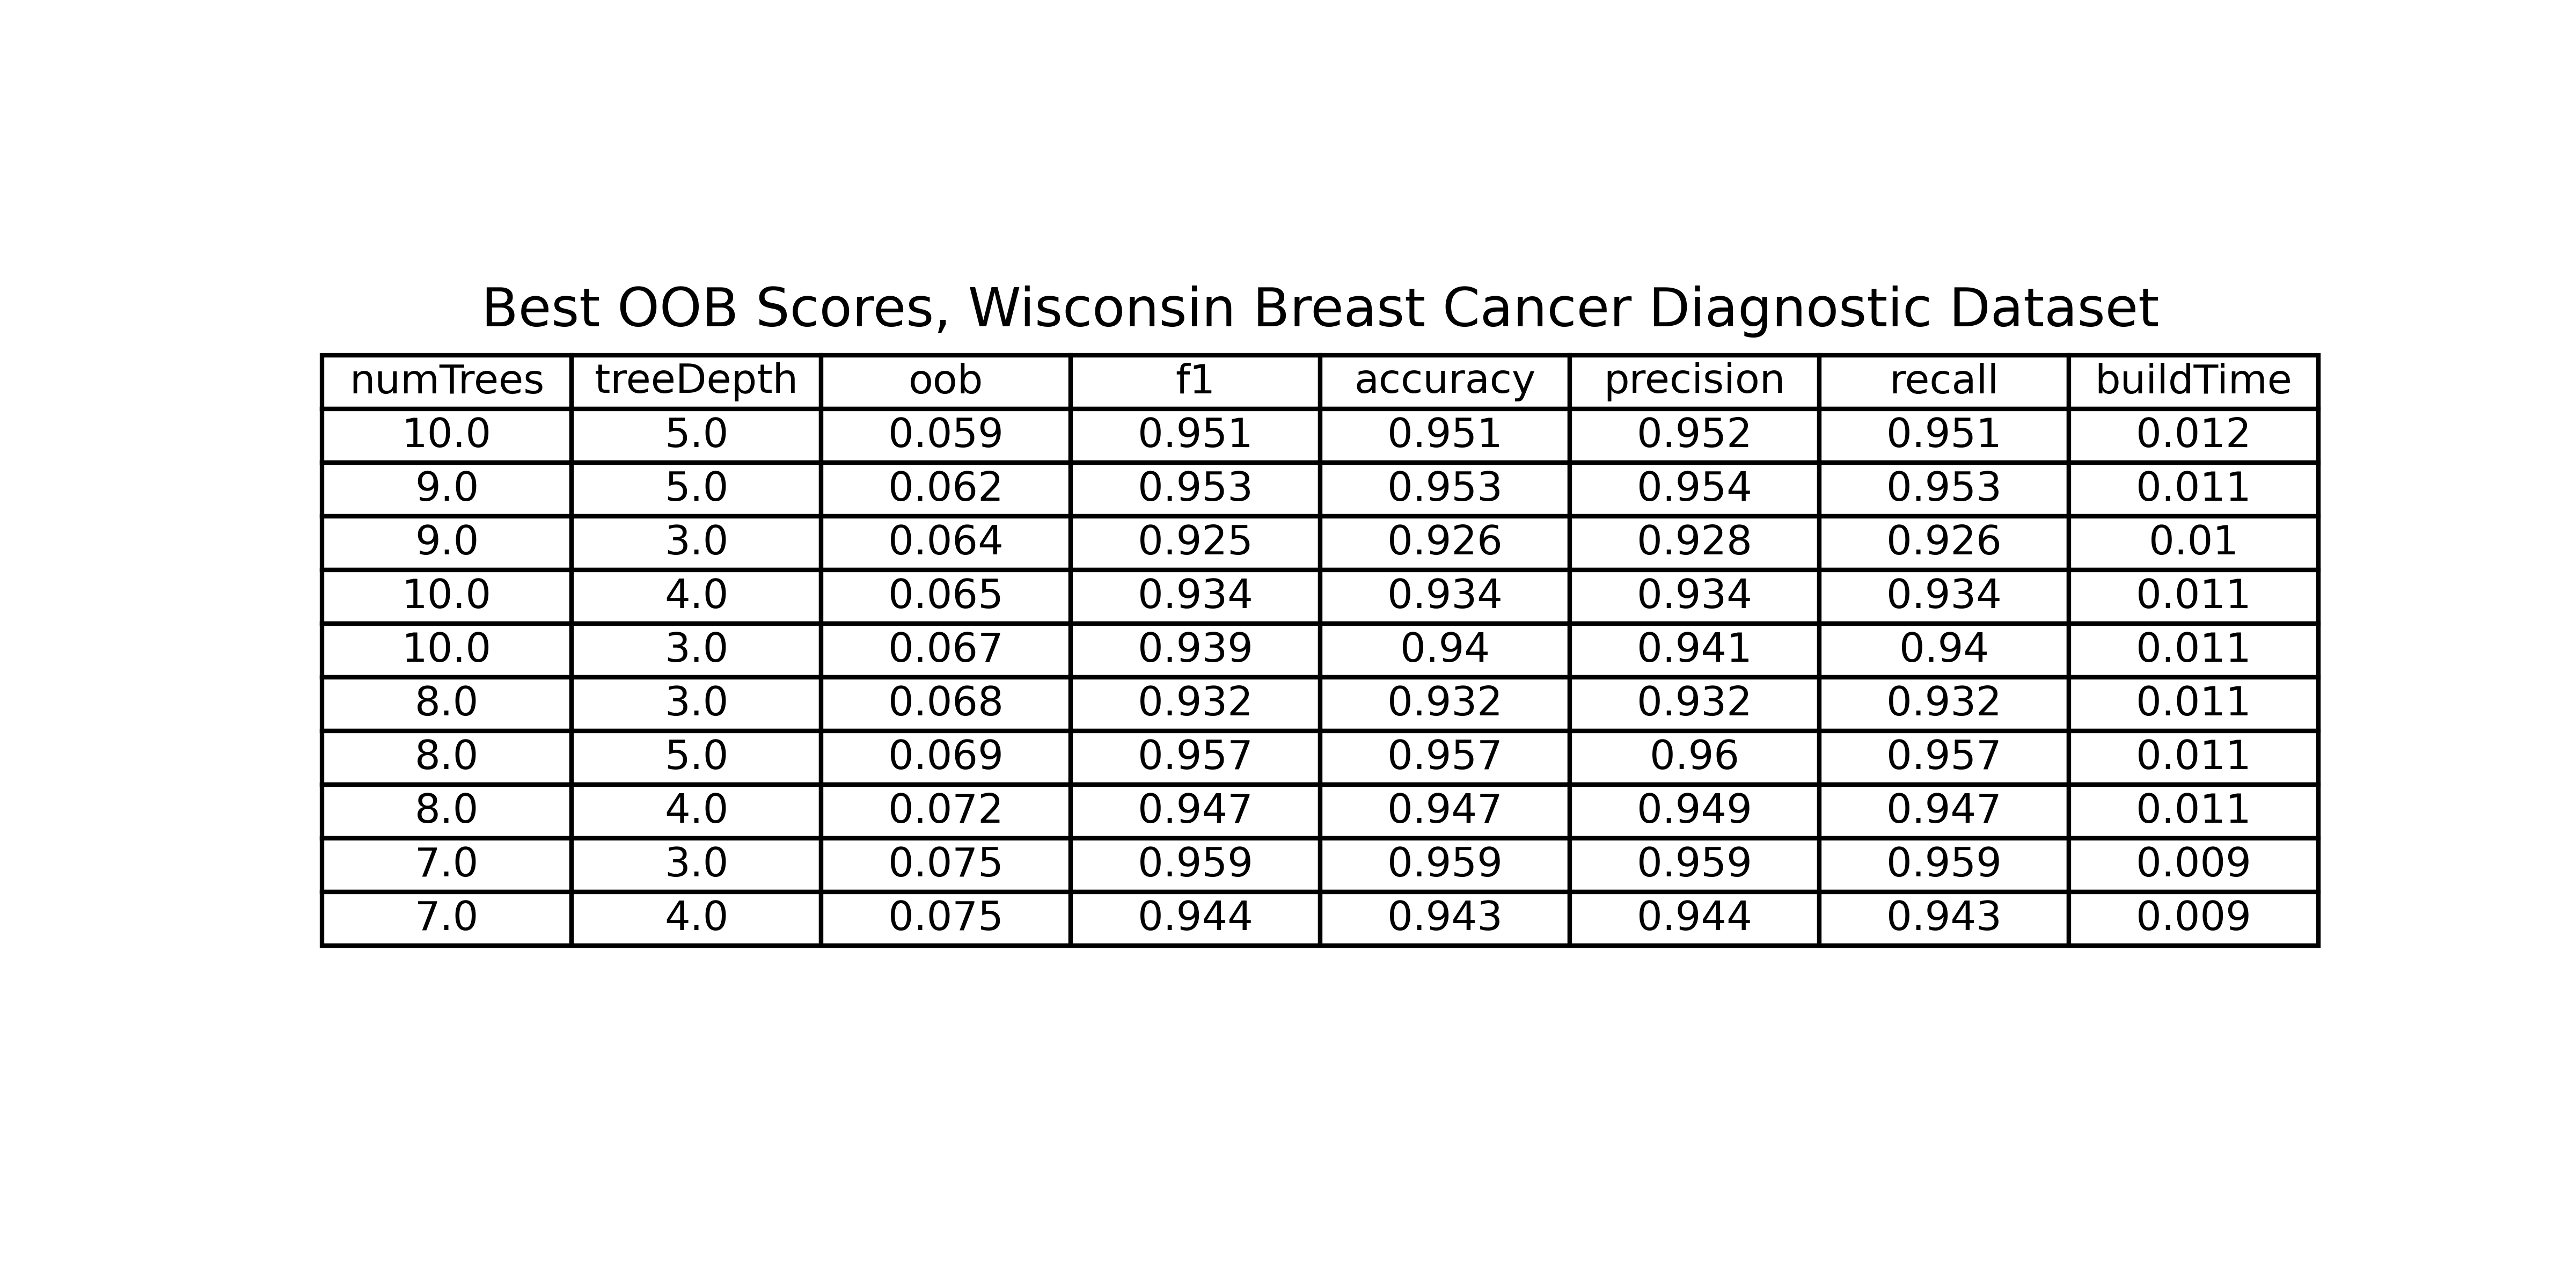 Best OOB Scores, Wisconsin Breast Cancer Diagnostic Dataset
numTrees treeDepth oob f1 accuracy precision recall buildTime
10.0 5.0 0.059 0.951 0.951 0.952 0.951 0.012
9.0 5.0 0.062 0.953 0.953 0.954 0.953 0.011
9.0 3.0 0.064 0.925 0.926 0.928 0.926 0.01
10.0 4.0 0.065 0.934 0.934 0.934 0.934 0.011
10.0 3.0 0.067 0.939 0.94 0.941 0.94 0.011
8.0 3.0 0.068 0.932 0.932 0.932 0.932 0.011
8.0 5.0 0.069 0.957 0.957 0.96 0.957 0.011
8.0 4.0 0.072 0.947 0.947 0.949 0.947 0.011
7.0 3.0 0.075 0.959 0.959 0.959 0.959 0.009
7.0 4.0 0.075 0.944 0.943 0.944 0.943 0.009